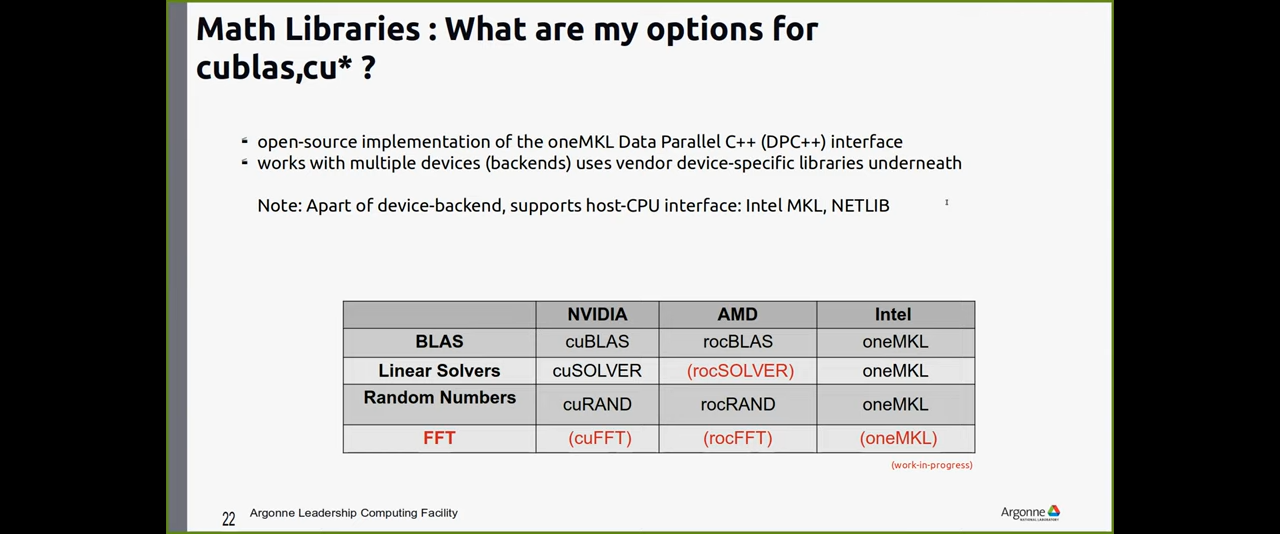 Math Libraries : What are my options for
cublas,cu* ?
open-source implementation of the oneMKL Data Parallel C++ (DPC++) interface
works with multiple devices (backends) uses vendor device-specific libraries underneath
Note: Apart of device-backend, supports host-CPU interface: Intel MKL, NETLIB
NVIDIA AMD Intel
BLAS cuBLAS rocBLAS oneMKL
Linear Solvers cuSOLVER (rocSOLVER) oneMKL
Random Numbers cuRAND rocRAND oneMKL
FFT (cuFFT) (rocFFT) (oneMKL)
(work-in-progress)
22 Argonne Leadership Computing Facility
Argonne
NATIONAL LABORATORY